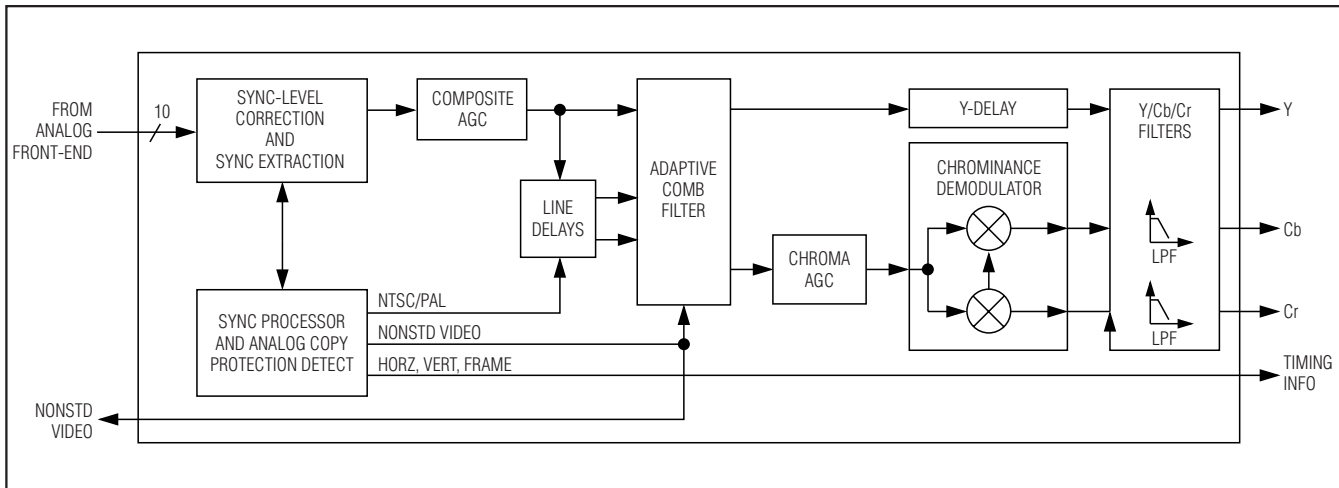 FROM
ANALOG
FRONT-END
10
SYNC-LEVEL
CORRECTION
AND
SYNC EXTRACTION
COMPOSITE
AGC
LINE
DELAYS
ADAPTIVE
COMB
FILTER
Y-DELAY
CHROMINANCE
DEMODULATOR
CHROMA
AGC
Y/Cb/Cr
FILTERS
LPF
LPF
Y
Cb
Cr
TIMING
INFO
SYNC PROCESSOR
AND ANALOG COPY
PROTECTION DETECT
NTSC/PAL
NONSTD VIDEO
HORZ, VERT, FRAME
NONSTD
VIDEO